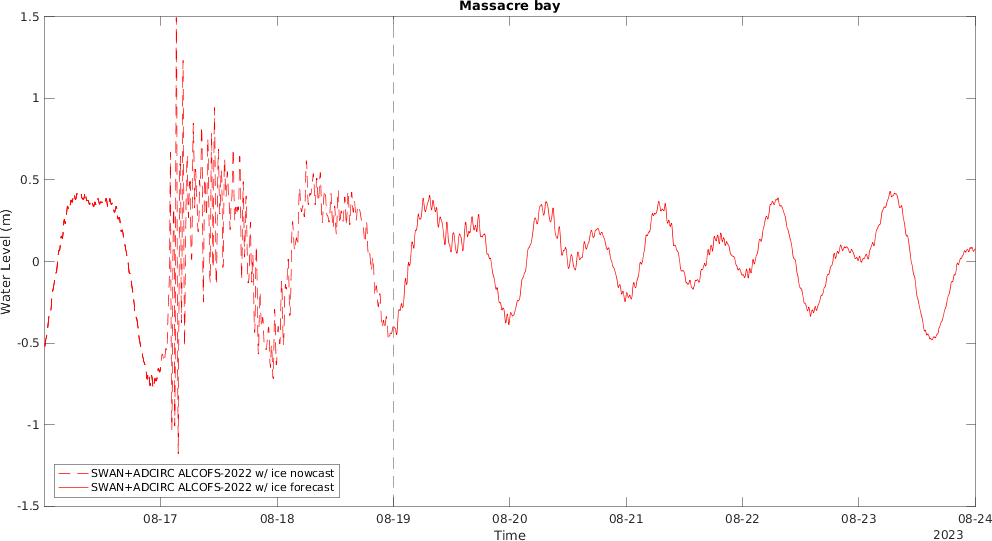 Massacre bay
1.5
1
0.5
0
-0.5
-1
-1.5
Water Level (m)
SWAN+ADCIRC ALCOFS-2022 w/ ice nowcast
SWAN+ADCIRC ALCOFS-2022 w/ ice forecast
08-17 08-18 08-19 08-20 08-21 08-22 08-23 08-24
Time
2023